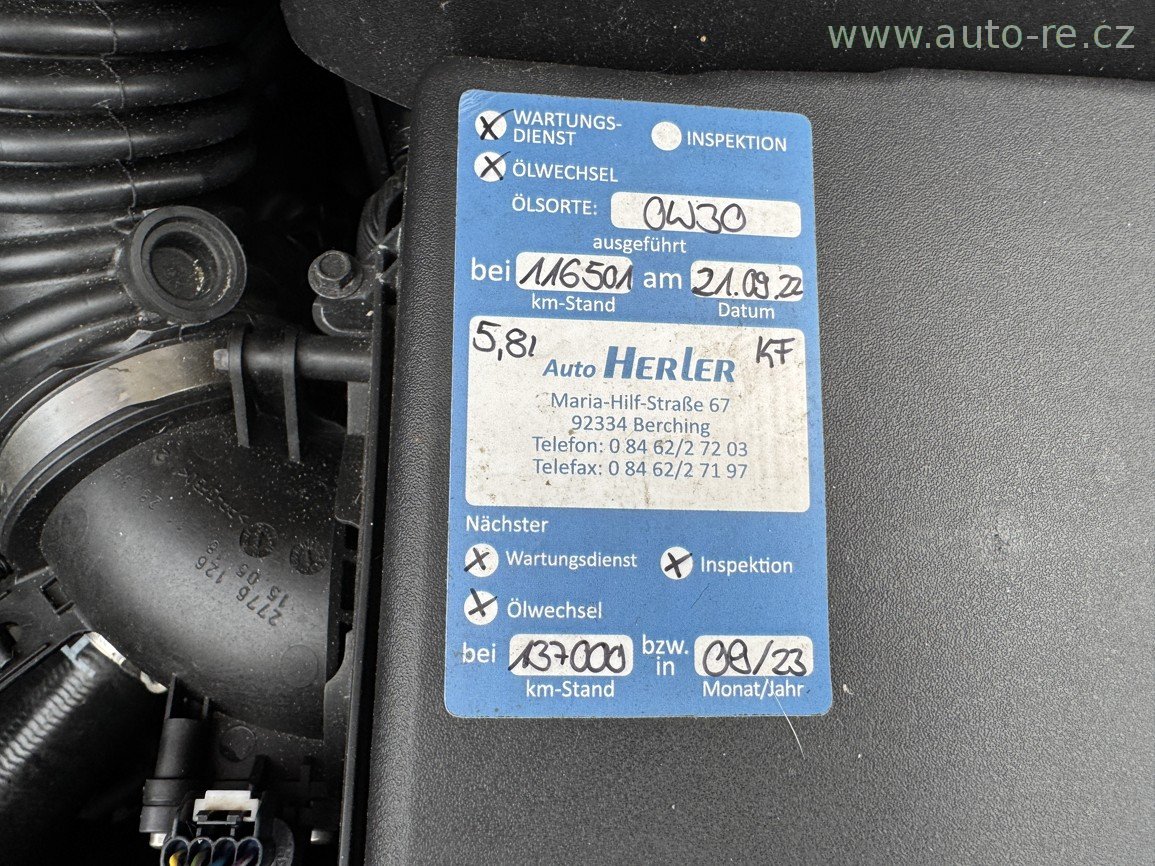 www.auto-re.cz
WARTUNGS-
DIENST
INSPEKTION
ÖLWECHSEL
ÖLSORTE: 0W30
ausgeführt
bei 116501 am 21.09.22
km-Stand Datum
5,8l KF
Auto HERLER
Maria-Hilf-Straße 67
92334 Berching
Telefon: 0 84 62/2 72 03
Telefax: 0 84 62/2 71 97
Nächster
Wartungsdienst Inspektion
Ölwechsel
bei 137000 bzw. in 09/23
km-Stand Monat/Jahr
2776 126
15 05